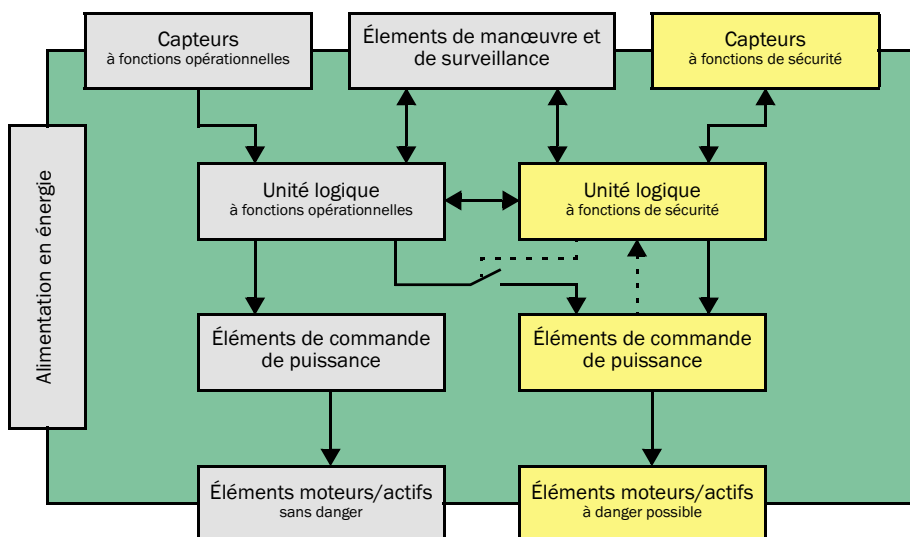 Capteurs
à fonctions opérationnelles
Élements de manœuvre et
de surveillance
Capteurs
à fonctions de sécurité
Alimentation en énergie
Unité logique
à fonctions opérationnelles
Unité logique
à fonctions de sécurité
Éléments de commande
de puissance
Éléments de commande
de puissance
Éléments moteurs/actifs
sans danger
Éléments moteurs/actifs
à danger possible